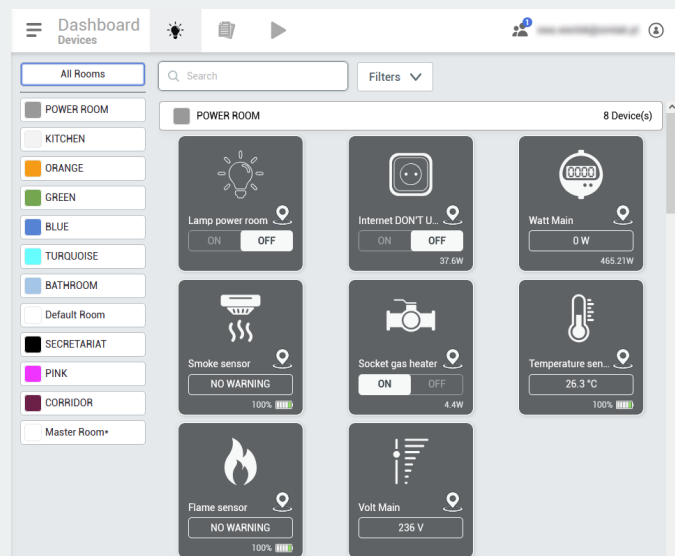 Dashboard
Devices
1
All Rooms
Search
Filters
POWER ROOM
KITCHEN
ORANGE
GREEN
BLUE
TURQUOISE
BATHROOM
Default Room
SECRETARIAT
PINK
CORRIDOR
Master Room*
POWER ROOM 8 Device(s)
Lamp power room
ON OFF
Internet DON'T U...
ON OFF
37.6W
0000
Watt Main
0 W
465.21W
Smoke sensor
NO WARNING
100%
Socket gas heater
ON OFF
4.4W
Temperature sen...
26.3 °C
100%
Flame sensor
NO WARNING
100%
Volt Main
236 V